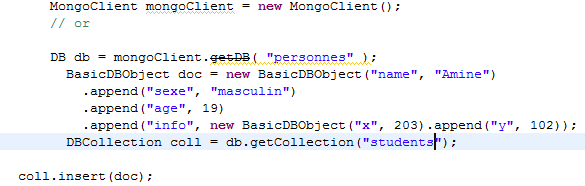 MongoClient mongoClient = new MongoClient();
// or
DB db = mongoClient.getDB( "personnes" );
BasicDBObject doc = new BasicDBObject("name", "Amine")
.append("sexe", "masculin")
.append("age", 19)
.append("info", new BasicDBObject("x", 203).append("y", 102));
DBCollection coll = db.getCollection("students");
coll.insert(doc);